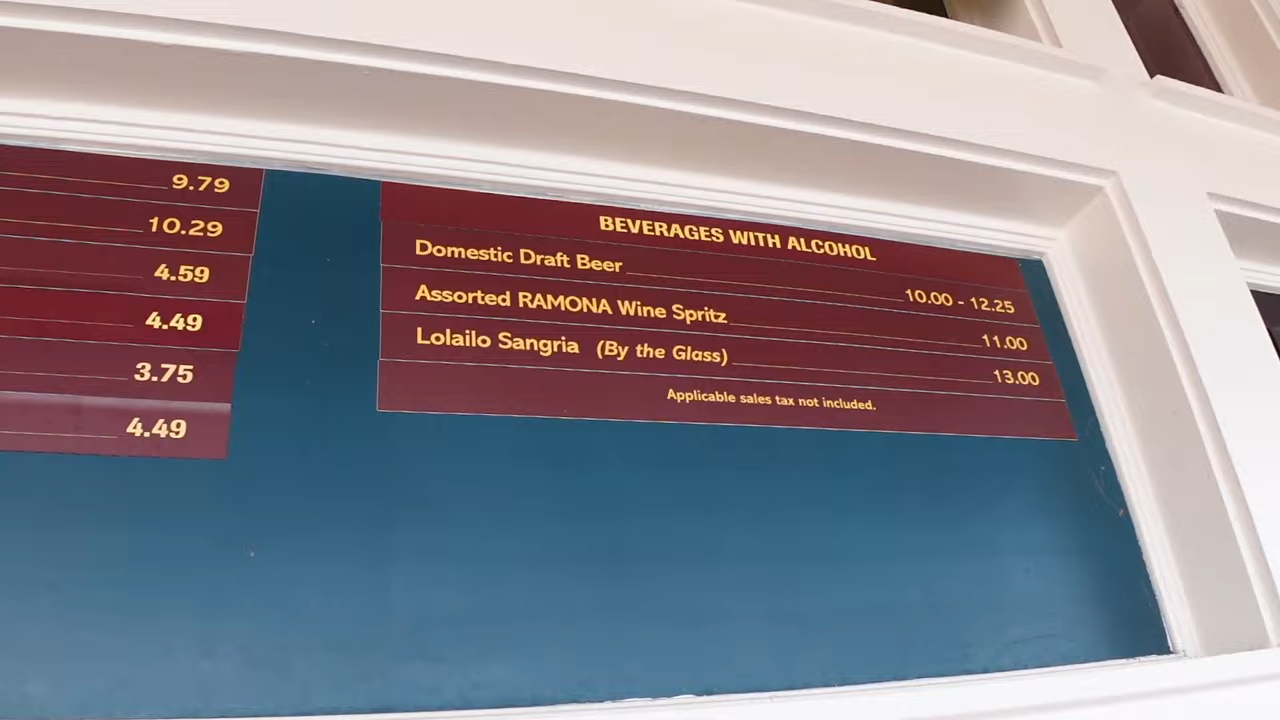 9.79
10.29
4.59
4.49
3.75
4.49
BEVERAGES WITH ALCOHOL
Domestic Draft Beer 10.00 - 12.25
Assorted RAMONA Wine Spritz 11.00
Lolailo Sangria (By the Glass) 13.00
Applicable sales tax not included.